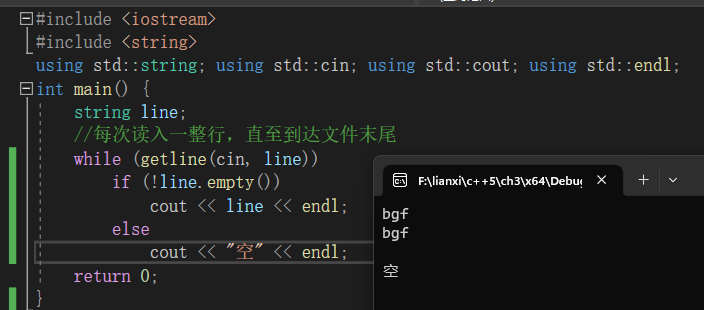 #include <iostream>
#include <string>
using std::string; using std::cin; using std::cout; using std::endl;
int main() {
string line;
//每次读入一整行，直至到达文件末尾
while (getline(cin, line))
if (!line.empty())
cout << line << endl;
else
cout << "空" << endl;
return 0;
}
F:\lianxi\c++5\ch3\x64\Debug
bgf
bgf
空